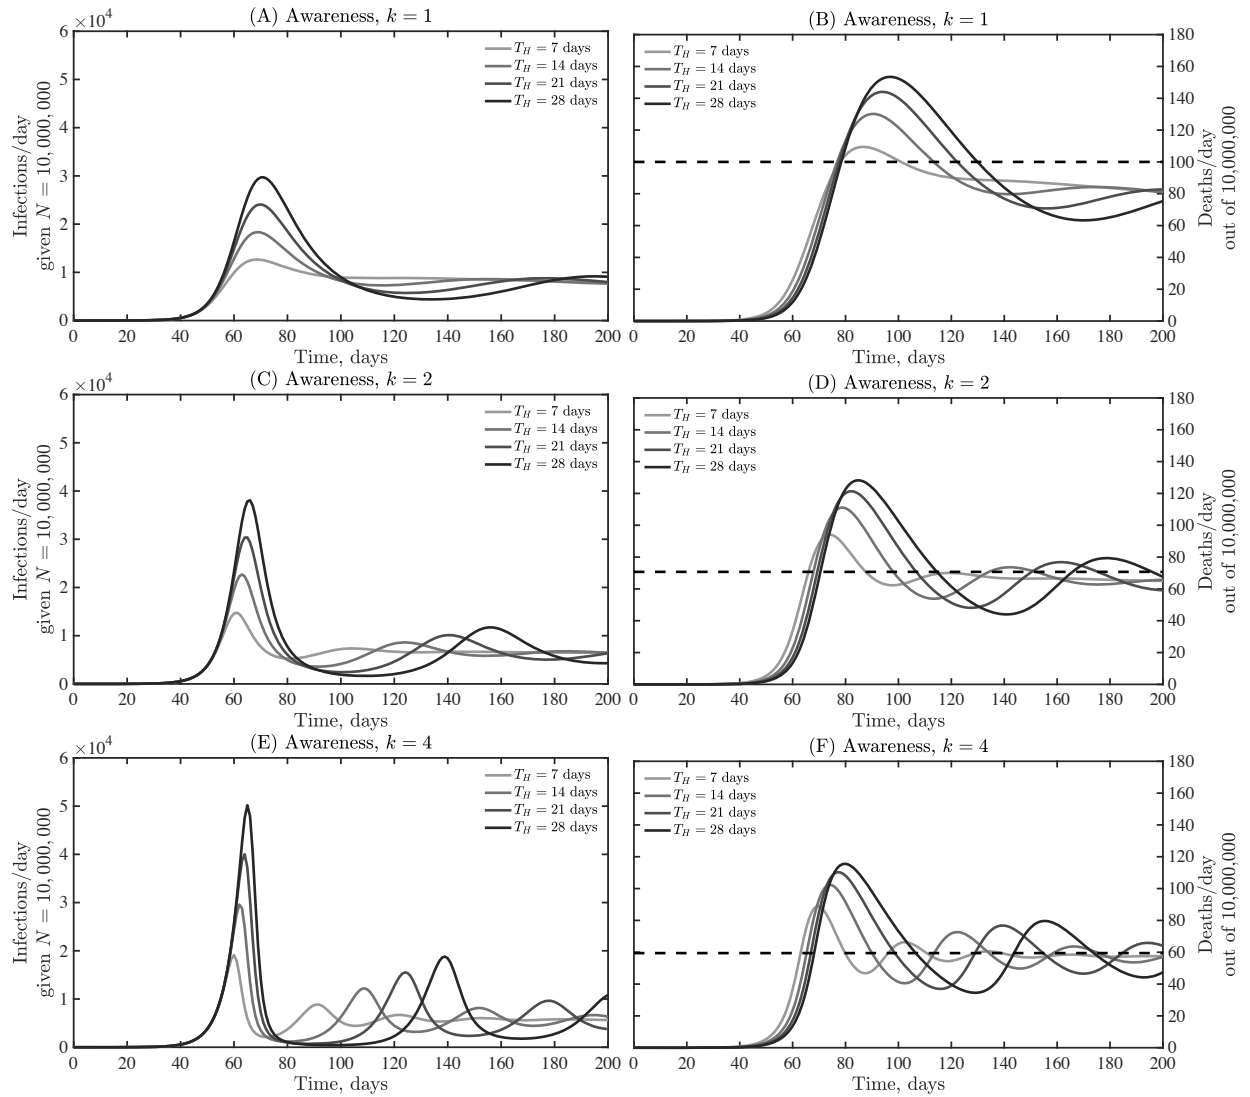 (A) Awareness, k = 1
×10⁴
6
5
4
3
2
1
0
Infections/day
given N = 10,000,000
T_H = 7 days
T_H = 14 days
T_H = 21 days
T_H = 28 days
0 20 40 60 80 100 120 140 160 180 200
Time, days
(B) Awareness, k = 1
T_H = 7 days
T_H = 14 days
T_H = 21 days
T_H = 28 days
180
160
140
120
100
80
60
40
20
0
Deaths/day
out of 10,000,000
0 20 40 60 80 100 120 140 160 180 200
Time, days
(C) Awareness, k = 2
×10⁴
6
5
4
3
2
1
0
Infections/day
given N = 10,000,000
T_H = 7 days
T_H = 14 days
T_H = 21 days
T_H = 28 days
0 20 40 60 80 100 120 140 160 180 200
Time, days
(D) Awareness, k = 2
T_H = 7 days
T_H = 14 days
T_H = 21 days
T_H = 28 days
180
160
140
120
100
80
60
40
20
0
Deaths/day
out of 10,000,000
0 20 40 60 80 100 120 140 160 180 200
Time, days
(E) Awareness, k = 4
×10⁴
6
5
4
3
2
1
0
Infections/day
given N = 10,000,000
T_H = 7 days
T_H = 14 days
T_H = 21 days
T_H = 28 days
0 20 40 60 80 100 120 140 160 180 200
Time, days
(F) Awareness, k = 4
T_H = 7 days
T_H = 14 days
T_H = 21 days
T_H = 28 days
180
160
140
120
100
80
60
40
20
0
Deaths/day
out of 10,000,000
0 20 40 60 80 100 120 140 160 180 200
Time, days